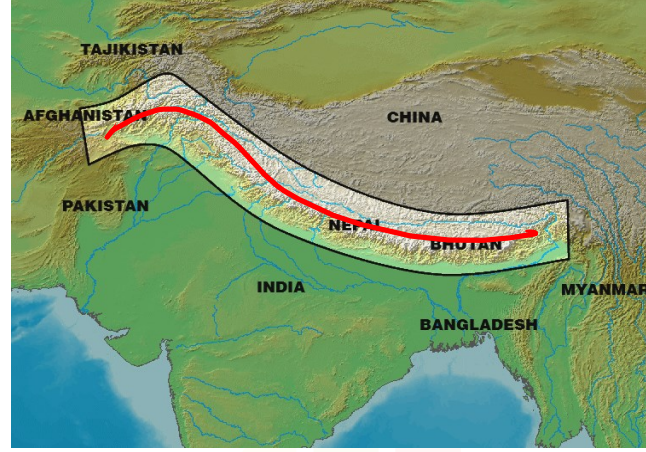 TAJIKISTAN
AFGHANISTAN
CHINA
PAKISTAN
NEPAL
BHUTAN
INDIA
MYANMAR
BANGLADESH